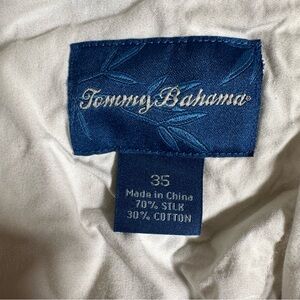 Tommy Bahama®
35
Made in China
70% SILK
30% COTTON